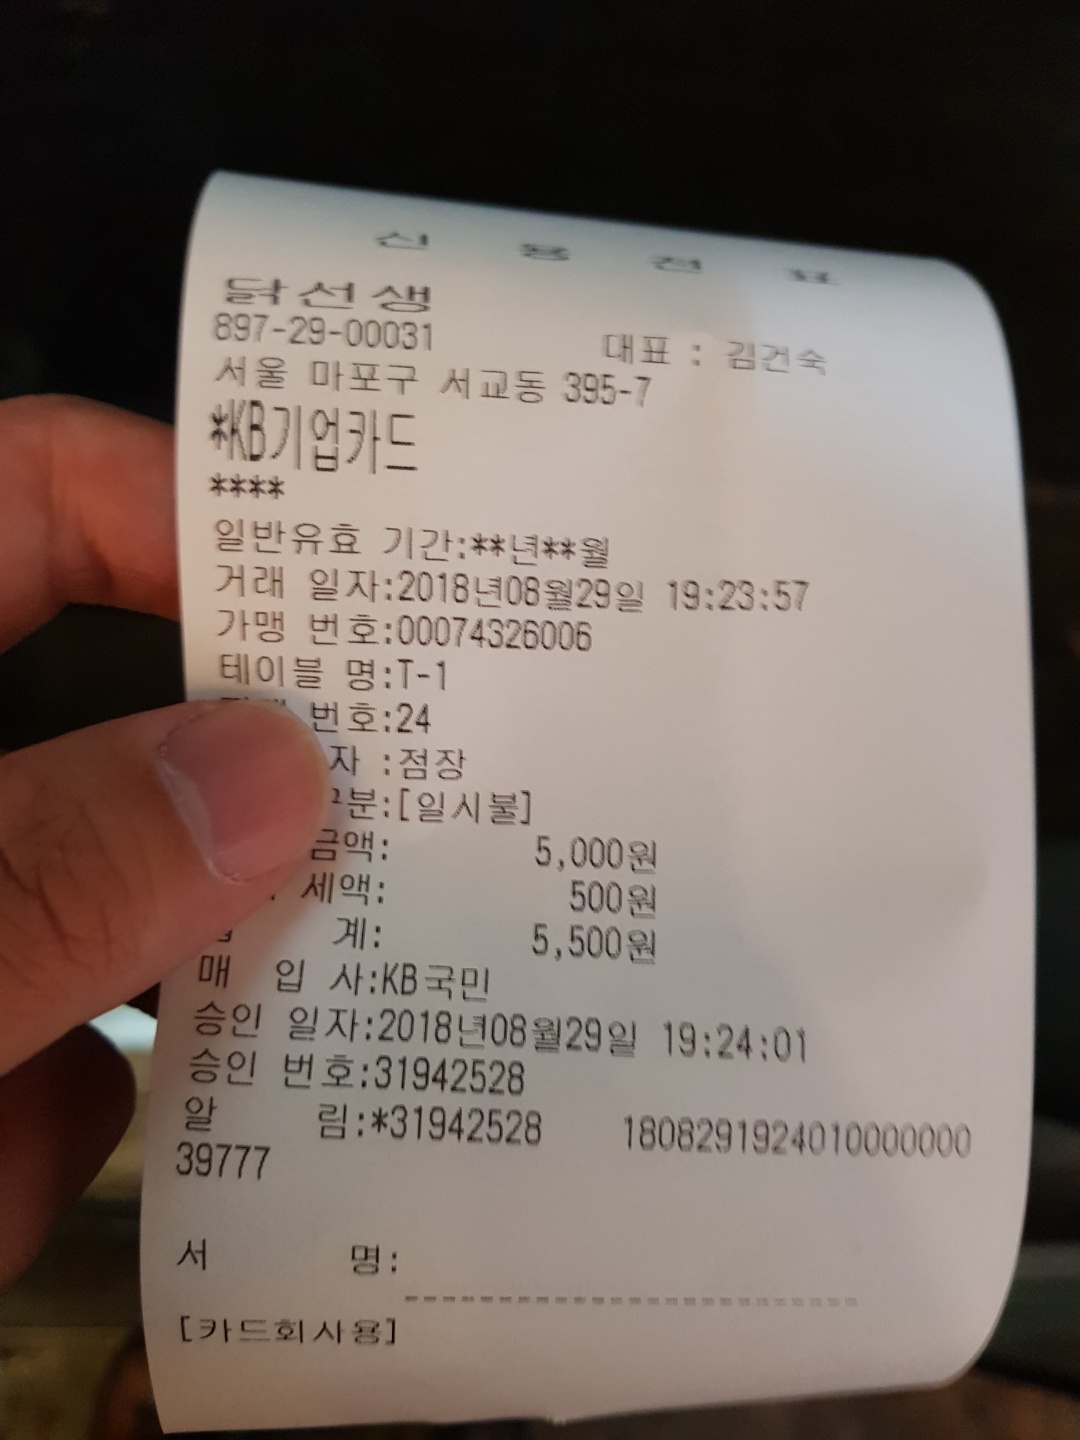 신 용 전 표
닭선생
897-29-00031 대표 : 김건숙
서울 마포구 서교동 395-7
*KB기업카드
****
일반유효 기간:**년**월
거래 일자:2018년08월29일 19:23:57
가맹 번호:00074326006
테이블 명:T-1
번호:24
자 :점장
분:[일시불]
금액: 5,000원
세액: 500원
계: 5,500원
매 입 사:KB국민
승인 일자:2018년08월29일 19:24:01
승인 번호:31942528
알 림:*31942528 1808291924010000000
39777
서 명:
[카드회사용]